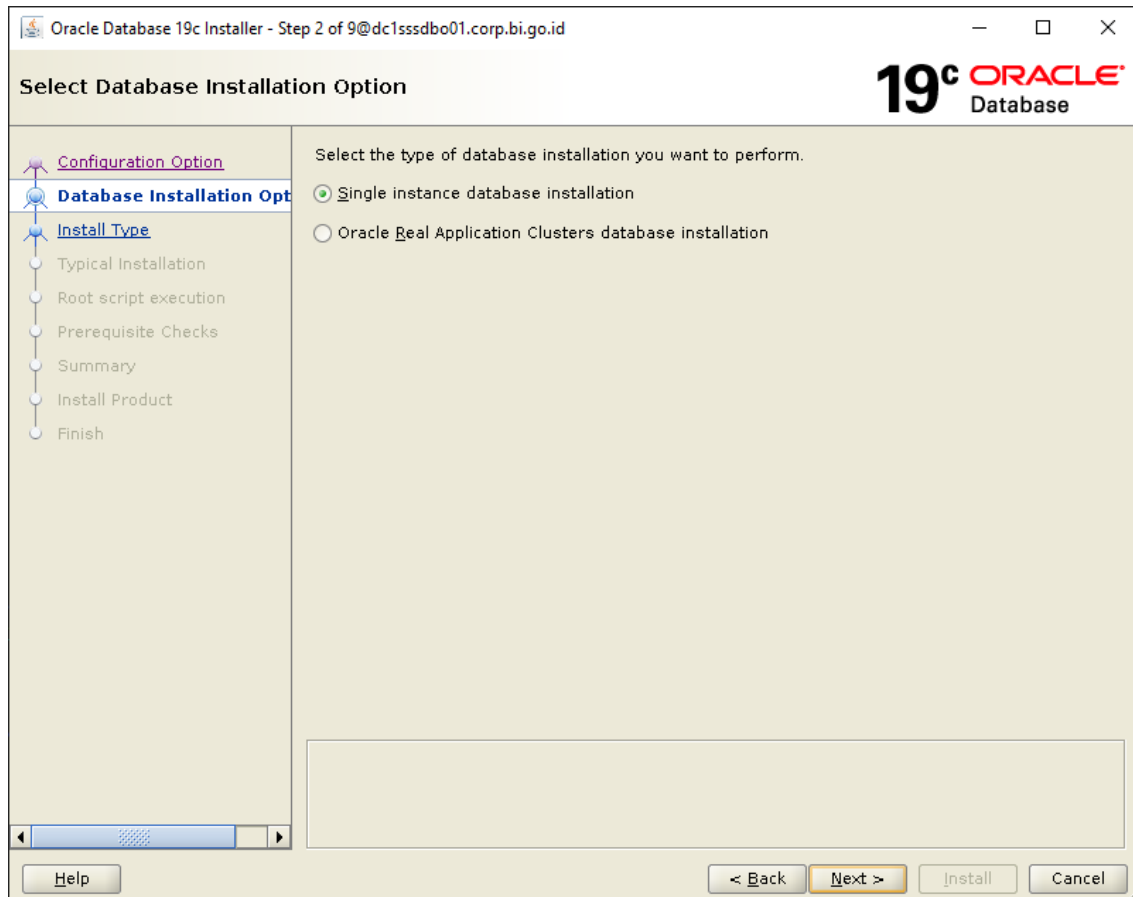 Oracle Database 19c Installer - Step 2 of 9@dc1sssdbo01.corp.bi.go.id
Select Database Installation Option
19c ORACLE
Database
Configuration Option
Database Installation Opt
Install Type
Typical Installation
Root script execution
Prerequisite Checks
Summary
Install Product
Finish
Select the type of database installation you want to perform.
Single instance database installation
Oracle Real Application Clusters database installation
Help
< Back
Next >
Install
Cancel